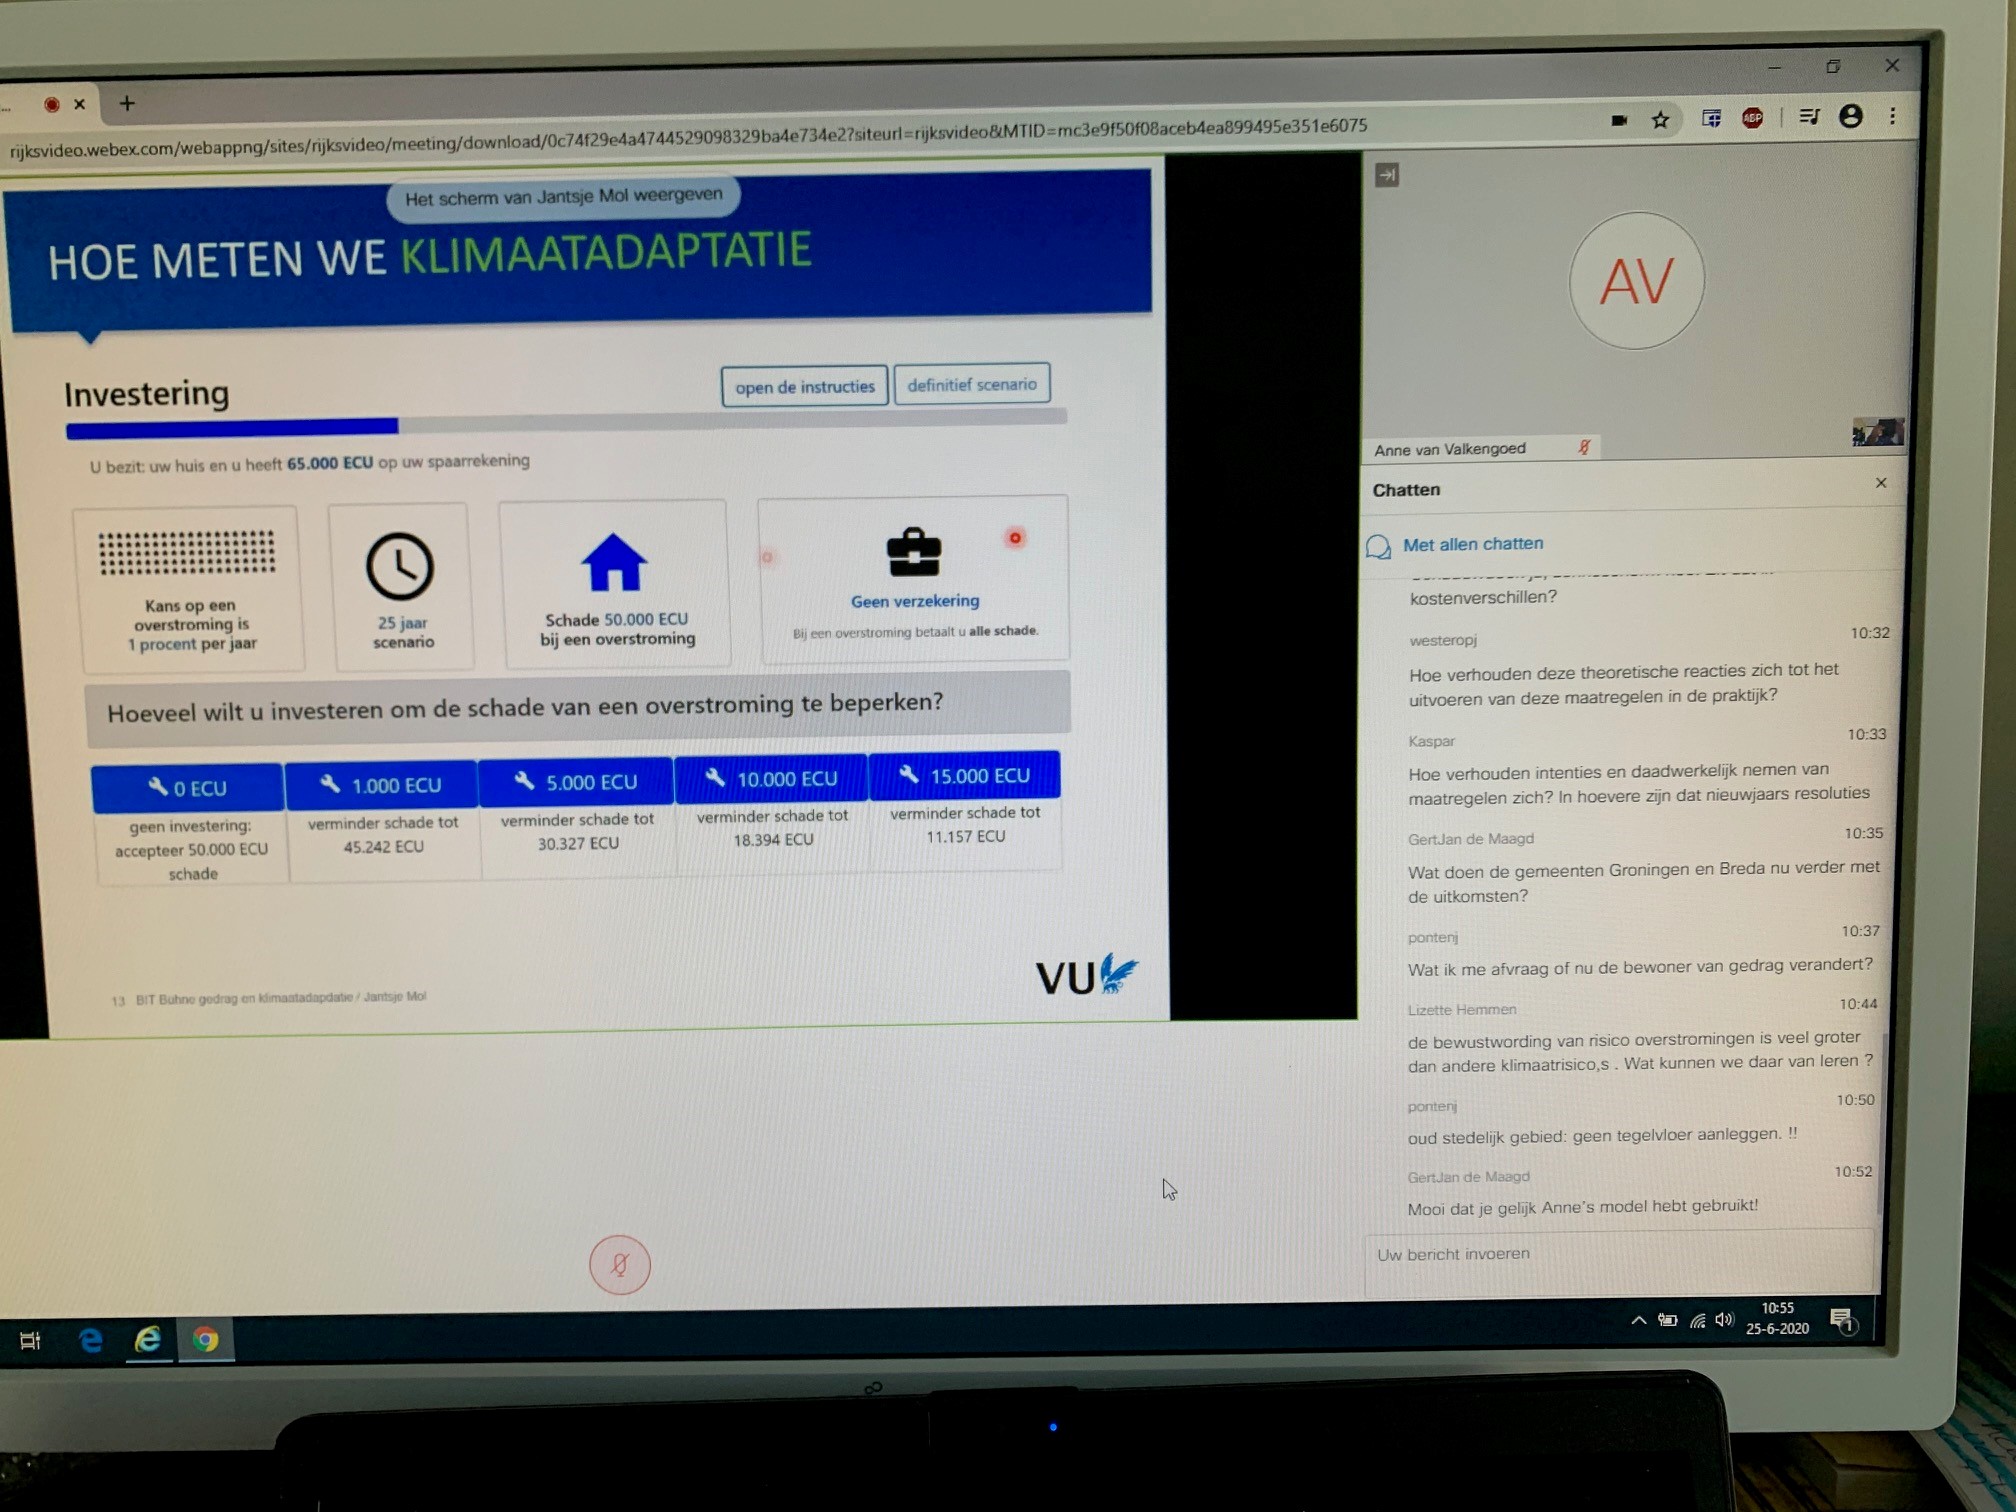 rijksvideo.webex.com/webappng/sites/rijksvideo/meeting/download/0c74f29e4a4744529098329ba4e734e2?siteurl=rijksvideo&MTID=mc3e9f50f08aceb4ea899495e351e6075
ABP
Het scherm van Jantsje Mol weergeven
HOE METEN WE KLIMAATADAPTATIE
Investering
open de instructies
definitief scenario
U bezit: uw huis en u heeft 65.000 ECU op uw spaarrekening
Kans op een
overstroming is
1 procent per jaar
25 jaar
scenario
Schade 50.000 ECU
bij een overstroming
Geen verzekering
Bij een overstroming betaalt u alle schade.
Hoeveel wilt u investeren om de schade van een overstroming te beperken?
0 ECU
geen investering:
accepteer 50.000 ECU
schade
1.000 ECU
verminder schade tot
45.242 ECU
5.000 ECU
verminder schade tot
30.327 ECU
10.000 ECU
verminder schade tot
18.394 ECU
15.000 ECU
verminder schade tot
11.157 ECU
VU
13 BIT Buhne gedrag en klimaatadapdatie / Jantsje Mol
AV
Anne van Valkengoed
Chatten
Met allen chatten
kostenverschillen?
westeropj 10:32
Hoe verhouden deze theoretische reacties zich tot het
uitvoeren van deze maatregelen in de praktijk?
Kaspar 10:33
Hoe verhouden intenties en daadwerkelijk nemen van
maatregelen zich? In hoevere zijn dat nieuwjaars resoluties
GertJan de Maagd 10:35
Wat doen de gemeenten Groningen en Breda nu verder met
de uitkomsten?
pontenj 10:37
Wat ik me afvraag of nu de bewoner van gedrag verandert?
Lizette Hemmen 10:44
de bewustwording van risico overstromingen is veel groter
dan andere klimaatrisico,s . Wat kunnen we daar van leren ?
pontenj 10:50
oud stedelijk gebied: geen tegelvloer aanleggen. !!
GertJan de Maagd 10:52
Mooi dat je gelijk Anne's model hebt gebruikt!
Uw bericht invoeren
10:55
25-6-2020
1